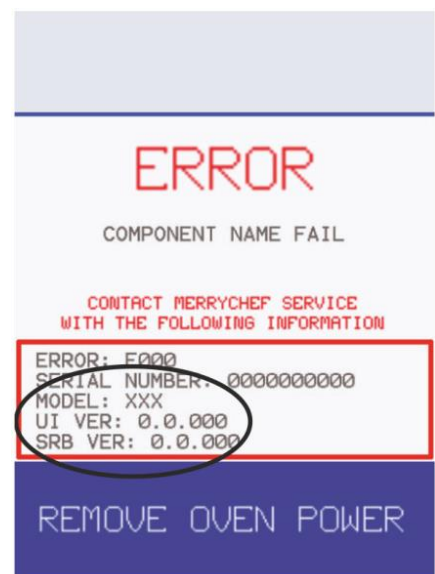 ERROR
COMPONENT NAME FAIL
CONTACT MERRYCHEF SERVICE
WITH THE FOLLOWING INFORMATION
ERROR: E000
SERIAL NUMBER: 0000000000
MODEL: XXX
UI VER: 0.0.000
SRB VER: 0.0.000
REMOVE OVEN POWER